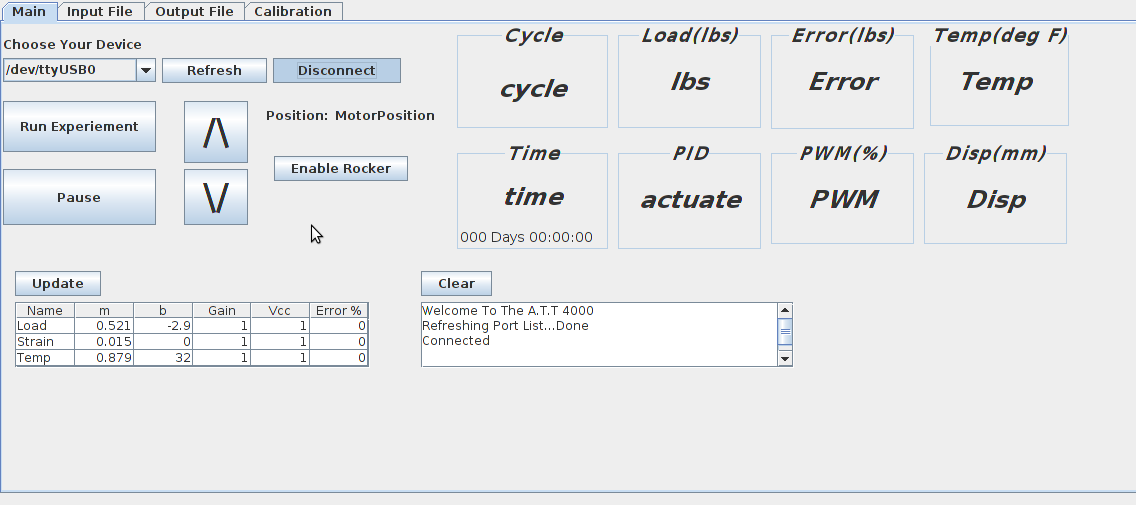 Main Input File Output File Calibration
Choose Your Device
/dev/ttyUSB0 Refresh Disconnect
Run Experiement /\ Position: MotorPosition
Enable Rocker
Pause \/
Cycle Load(lbs) Error(lbs) Temp(deg F)
cycle lbs Error Temp
Time PID PWM(%) Disp(mm)
time actuate PWM Disp
000 Days 00:00:00
Update
Name m b Gain Vcc Error %
Load 0.521 -2.9 1 1 0
Strain 0.015 0 1 1 0
Temp 0.879 32 1 1 0
Clear
Welcome To The A.T.T 4000
Refreshing Port List...Done
Connected